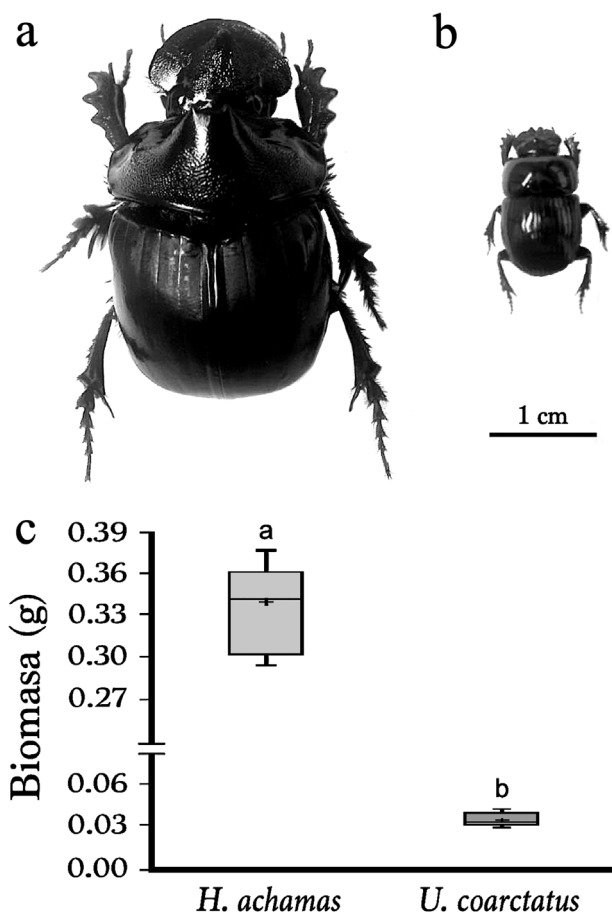 a
b
1 cm
c
Biomasa (g)
0.39
0.36
0.33
0.30
0.27
0.06
0.03
0.00
a
b
H. achamas
U. coarctatus